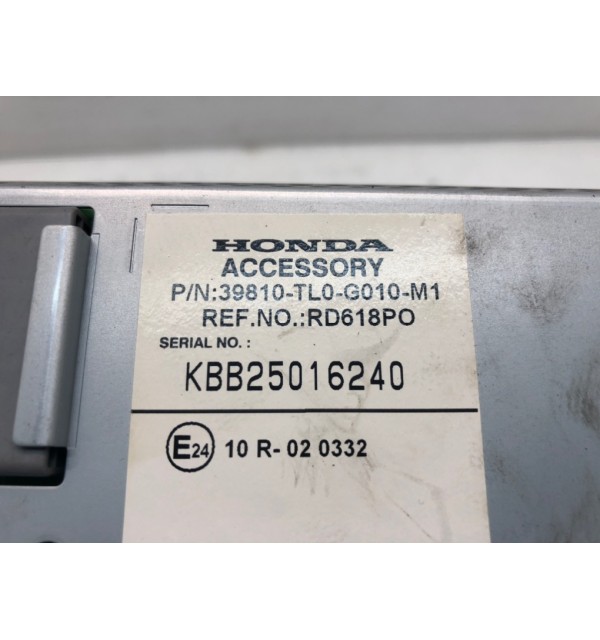 HONDA
ACCESSORY
P/N:39810-TL0-G010-M1
REF.NO.:RD618PO
SERIAL NO. :
KBB25016240
E24 10 R- 02 0332